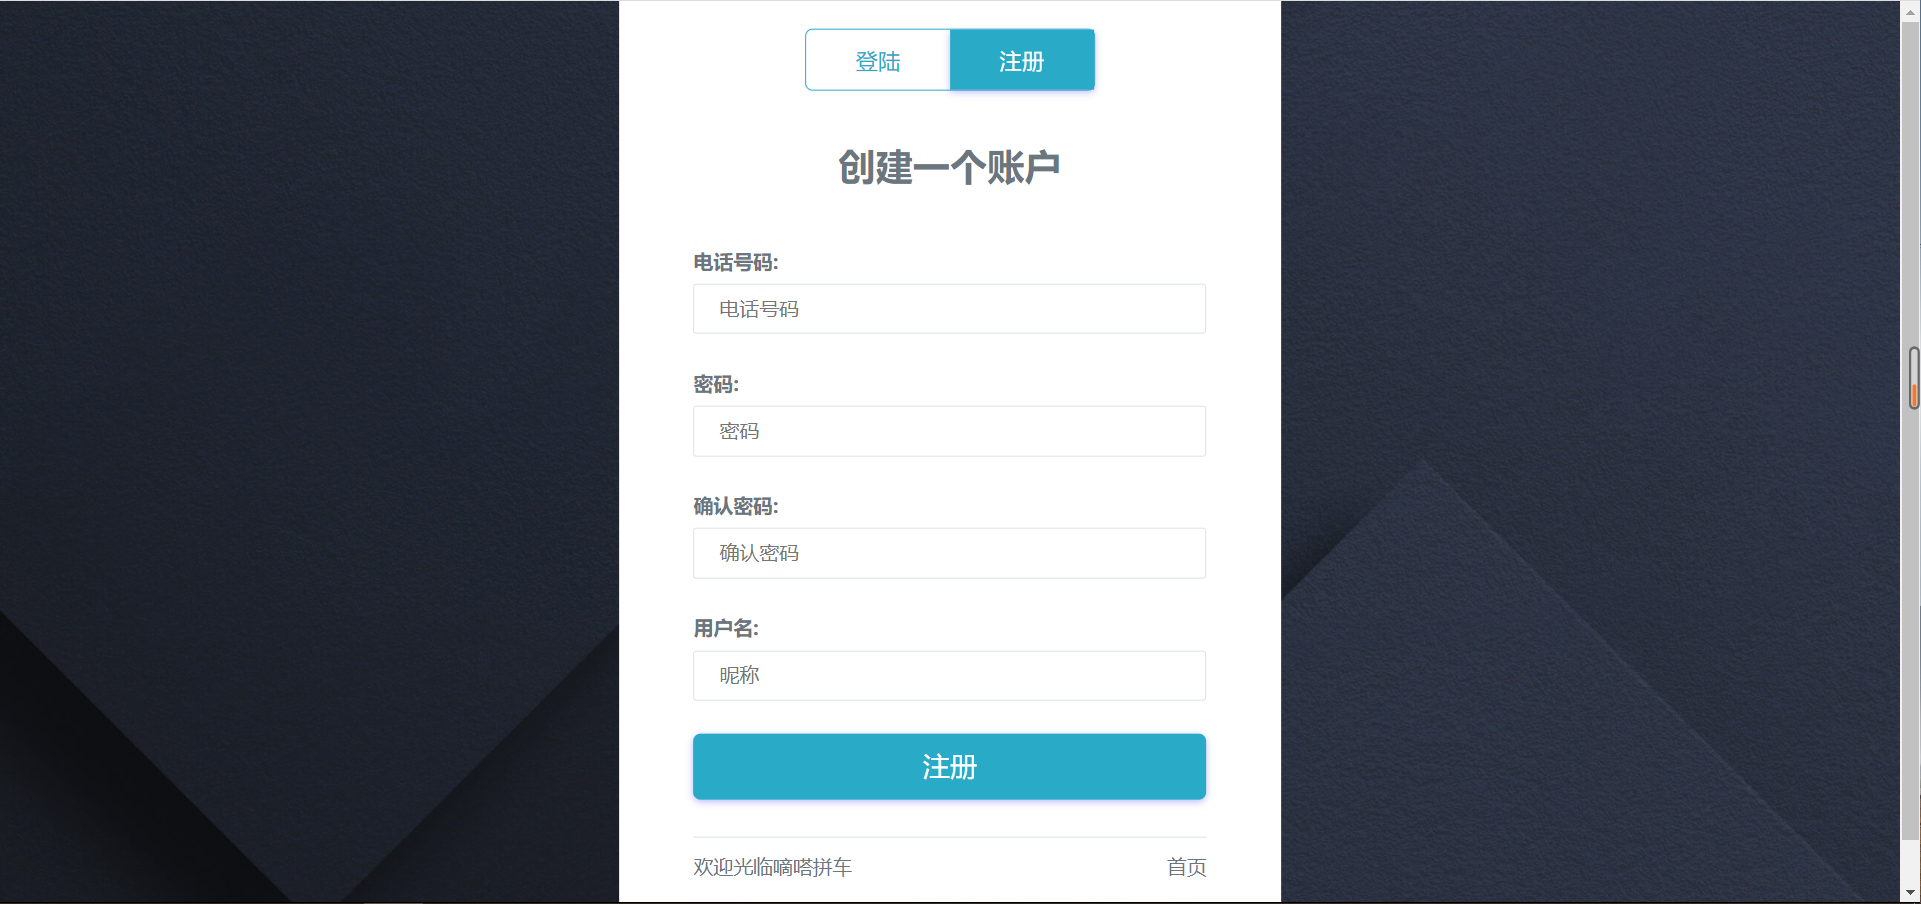 登陆 注册
创建一个账户
电话号码:
电话号码
密码:
密码
确认密码:
确认密码
用户名:
昵称
注册
欢迎光临嘀嗒拼车 首页